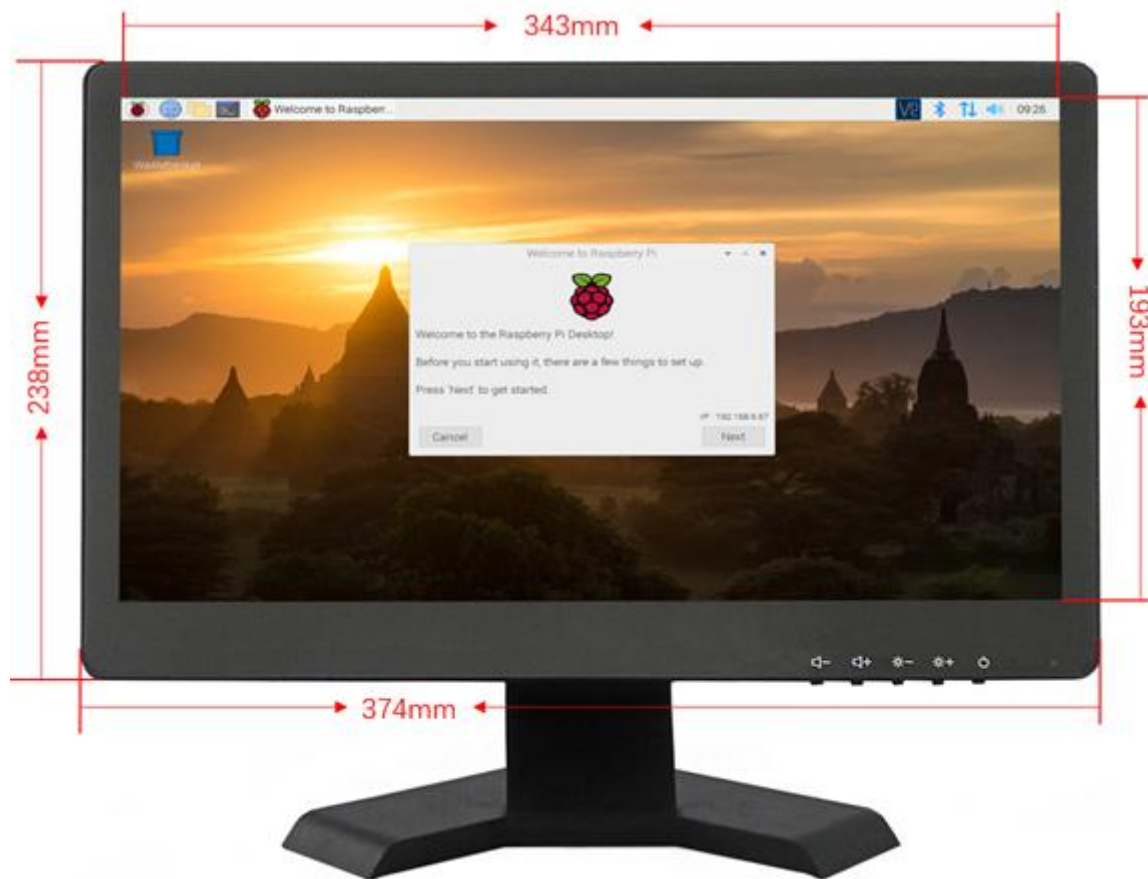 343mm
Welcome to Raspberr...
09:26
Wastebasket
238mm
193mm
Welcome to Raspberry Pi
Welcome to the Raspberry Pi Desktop!
Before you start using it, there are a few things to set up.
Press 'Next' to get started.
Cancel
Next
374mm